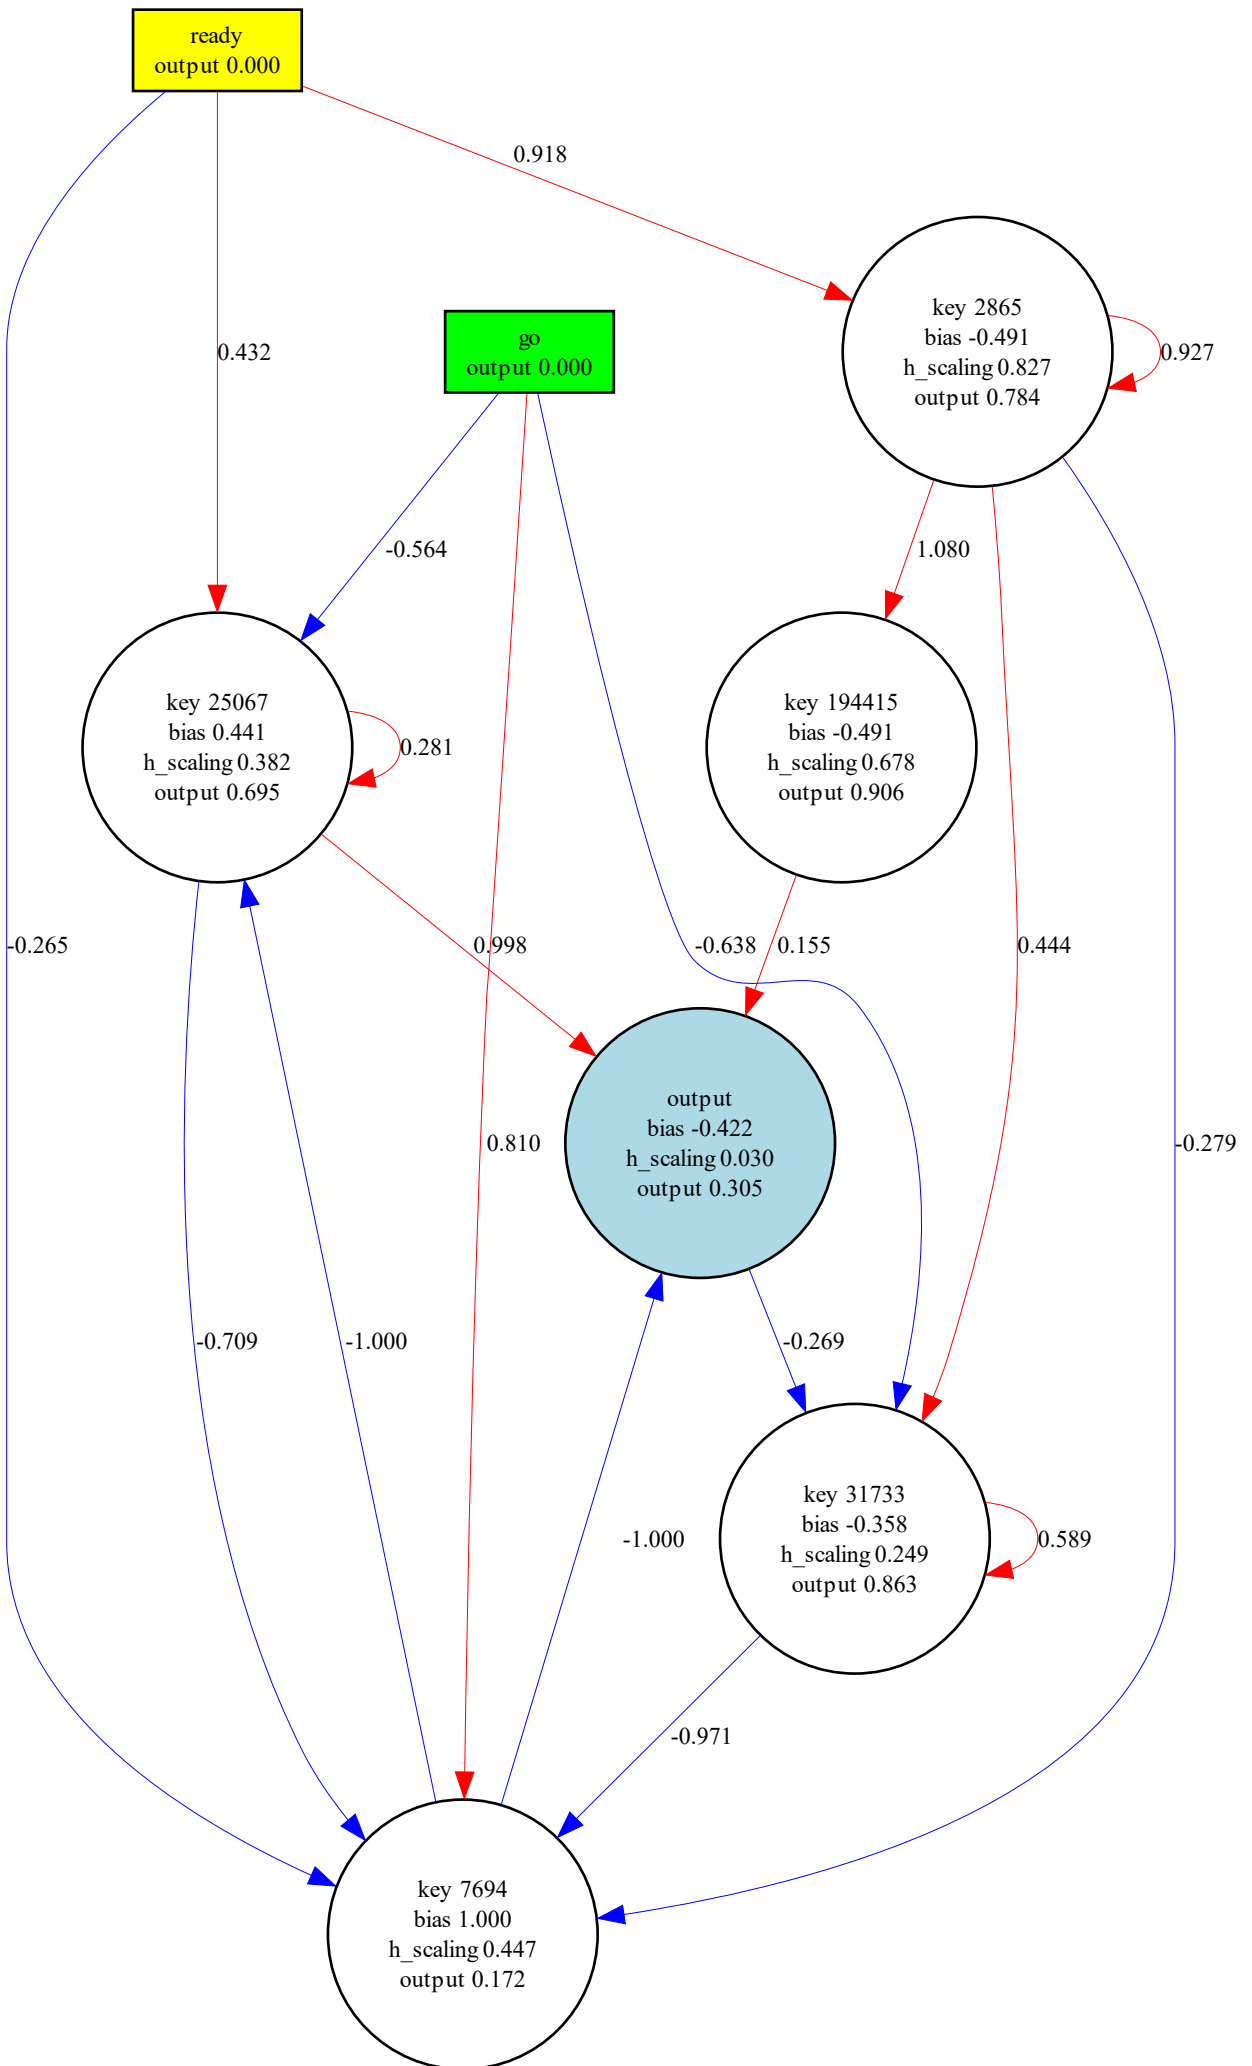 ready
output 0.000
0.918
go
output 0.000
0.432
key 2865
bias -0.491
h_scaling 0.827
output 0.784
0.927
-0.564
1.080
key 25067
bias 0.441
h_scaling 0.382
output 0.695
0.281
key 194415
bias -0.491
h_scaling 0.678
output 0.906
-0.265
0.998
-0.638
0.155
0.444
output
bias -0.422
h_scaling 0.030
output 0.305
0.810
-0.279
-0.709
-1.000
-0.269
-1.000
key 31733
bias -0.358
h_scaling 0.249
output 0.863
0.589
-0.971
key 7694
bias 1.000
h_scaling 0.447
output 0.172